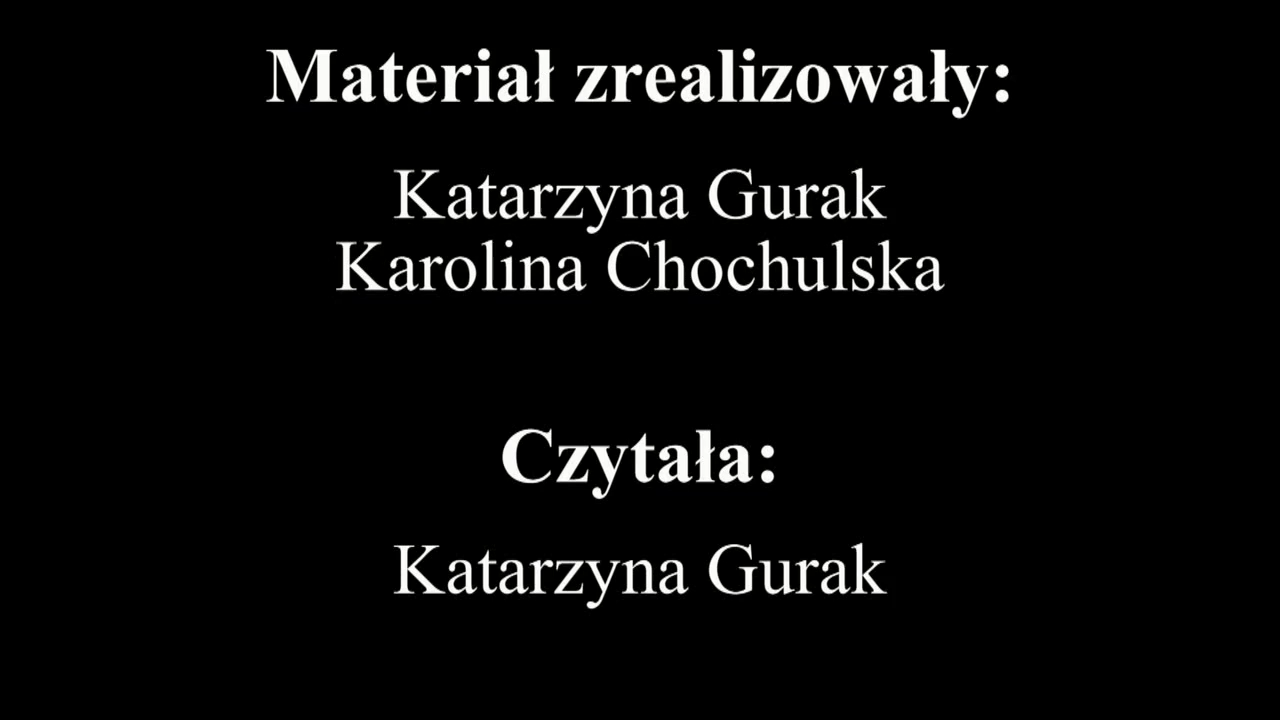 Materiał zrealizowały:
Katarzyna Gurak
Karolina Chochulska
Czytała:
Katarzyna Gurak